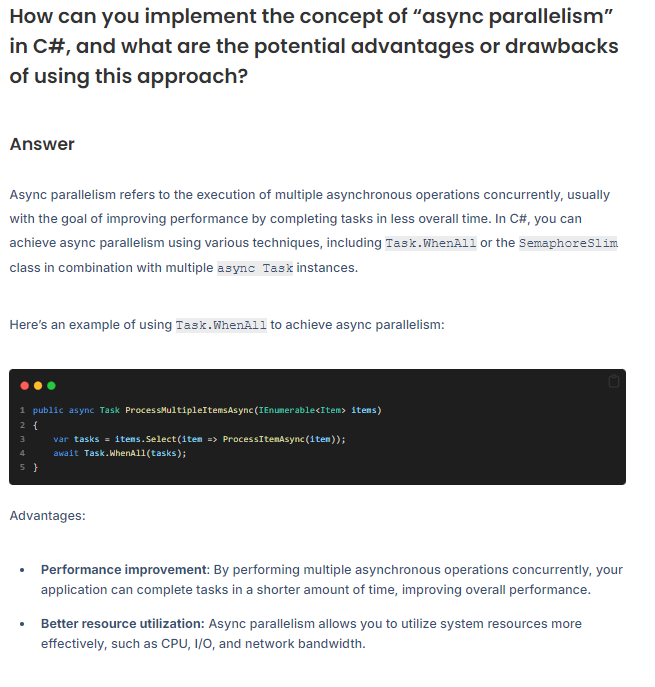 How can you implement the concept of “async parallelism”
in C#, and what are the potential advantages or drawbacks
of using this approach?
Answer
Async parallelism refers to the execution of multiple asynchronous operations concurrently, usually
with the goal of improving performance by completing tasks in less overall time. In C#, you can
achieve async parallelism using various techniques, including Task.WhenAll or the SemaphoreSlim
class in combination with multiple async Task instances.
Here’s an example of using Task.WhenAll to achieve async parallelism:
1 public async Task ProcessMultipleItemsAsync(IEnumerable<Item> items)
2 {
3     var tasks = items.Select(item => ProcessItemAsync(item));
4     await Task.WhenAll(tasks);
5 }
Advantages:
• Performance improvement: By performing multiple asynchronous operations concurrently, your
application can complete tasks in a shorter amount of time, improving overall performance.
• Better resource utilization: Async parallelism allows you to utilize system resources more
effectively, such as CPU, I/O, and network bandwidth.